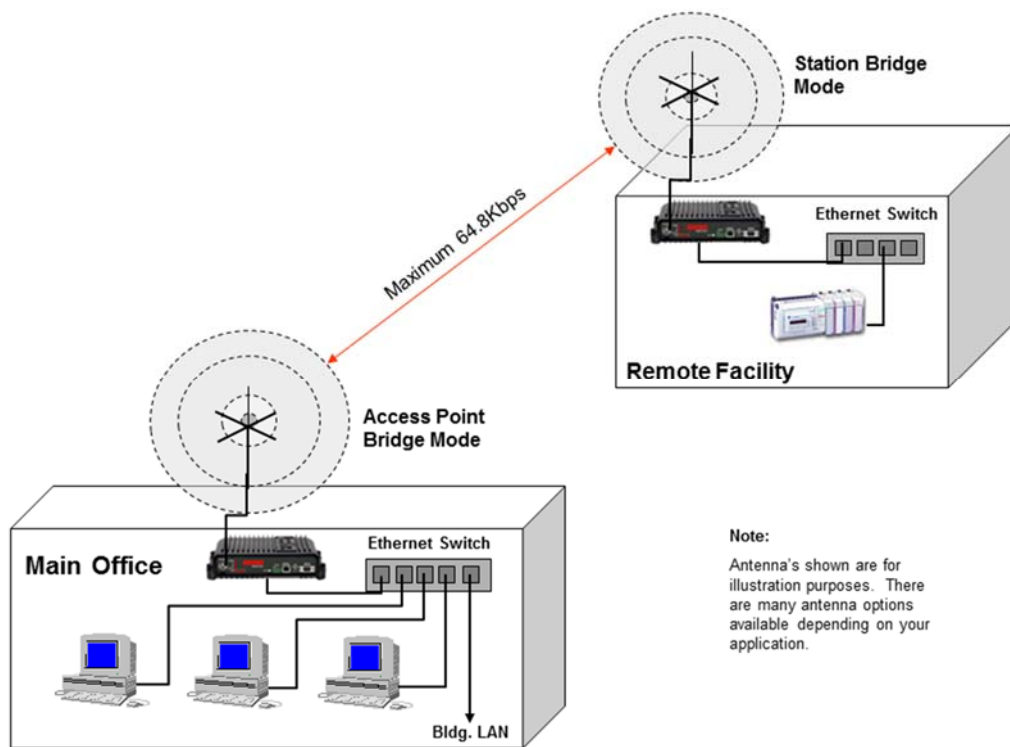 Station Bridge
Mode
Maximum 64.8Kbps
Ethernet Switch
Remote Facility
Access Point
Bridge Mode
Main Office
Ethernet Switch
Bldg. LAN
Note:
Antenna's shown are for
illustration purposes. There
are many antenna options
available depending on your
application.